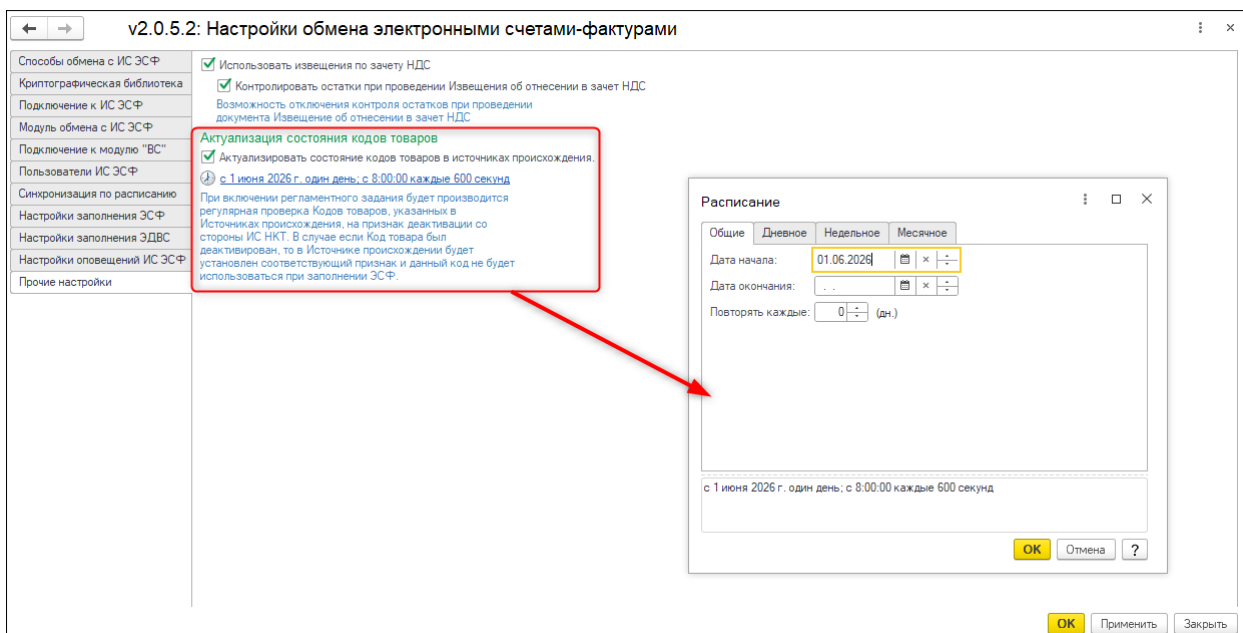 v2.0.5.2: Настройки обмена электронными счетами-фактурами
Способы обмена с ИС ЭСФ
Криптографическая библиотека
Подключение к ИС ЭСФ
Модуль обмена с ИС ЭСФ
Подключение к модулю "ВС"
Пользователи ИС ЭСФ
Синхронизация по расписанию
Настройки заполнения ЭСФ
Настройки заполнения ЭДВС
Настройки оповещений ИС ЭСФ
Прочие настройки
Использовать извещения по зачету НДС
Контролировать остатки при проведении Извещения об отнесении в зачет НДС
Возможность отключения контроля остатков при проведении
документа Извещение об отнесении в зачет НДС
Актуализация состояния кодов товаров
Актуализировать состояние кодов товаров в источниках происхождения.
с 1 июня 2026 г. один день; с 8:00:00 каждые 600 секунд
При включении регламентного задания будет производится
регулярная проверка Кодов товаров, указанных в
Источниках происхождения, на признак деактивации со
стороны ИС НКТ. В случае если Код товара был
деактивирован, то в Источнике происхождении будет
установлен соответствующий признак и данный код не будет
использоваться при заполнении ЭСФ.
Расписание
Общие Дневное Недельное Месячное
Дата начала: 01.06.2026
Дата окончания: . .
Повторять каждые: 0 (дн.)
с 1 июня 2026 г. один день; с 8:00:00 каждые 600 секунд
ОК Отмена ?
ОК Применить Закрыть